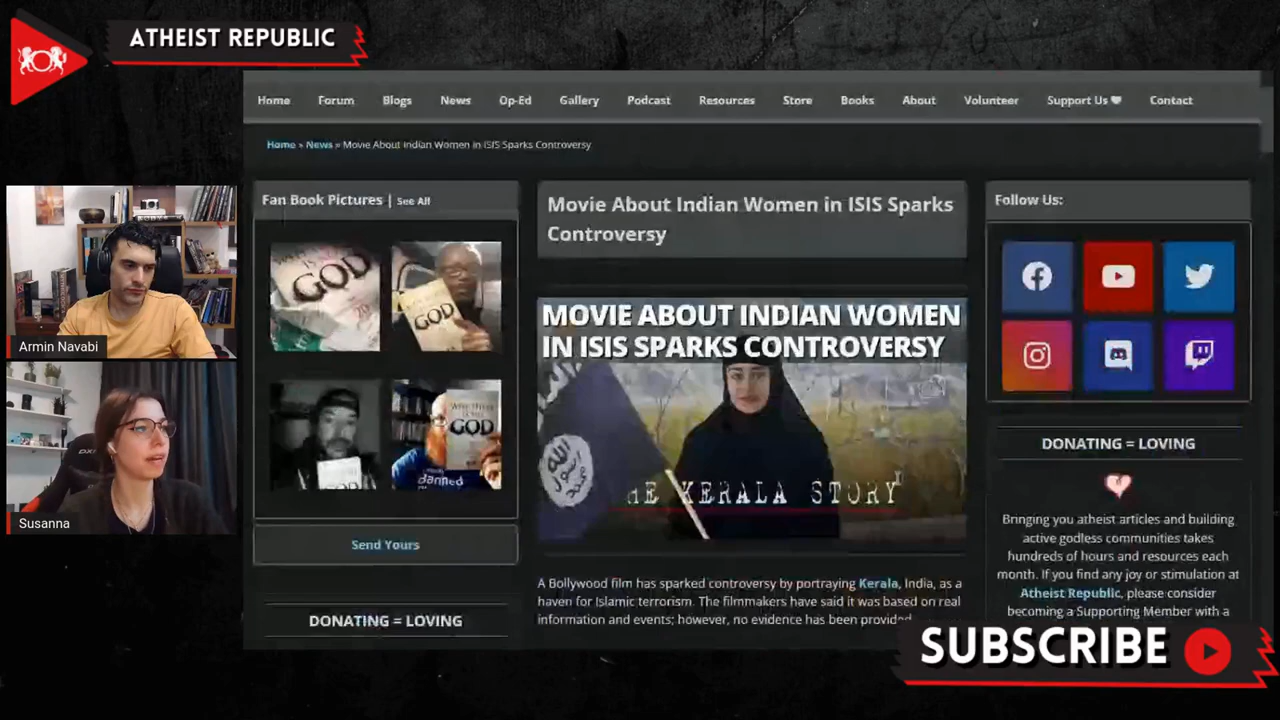 ATHEIST REPUBLIC
Home Forum Blogs News Op-Ed Gallery Podcast Resources Store Books About Volunteer Support Us Contact
Home » News » Movie About Indian Women in ISIS Sparks Controversy
Fan Book Pictures | See All
GOD
GOD
GOD
GOD
damned
Send Yours
DONATING = LOVING
Movie About Indian Women in ISIS Sparks
Controversy
MOVIE ABOUT INDIAN WOMEN
IN ISIS SPARKS CONTROVERSY
HE KERALA STORY
A Bollywood film has sparked controversy by portraying Kerala, India, as a
haven for Islamic terrorism. The filmmakers have said it was based on real
information and events; however, no evidence has been provided
Follow Us:
DONATING = LOVING
Bringing you atheist articles and building
active godless communities takes
hundreds of hours and resources each
month. If you find any joy or stimulation at
Atheist Republic, please consider
becoming a Supporting Member with a
Armin Navabi
Susanna
SUBSCRIBE